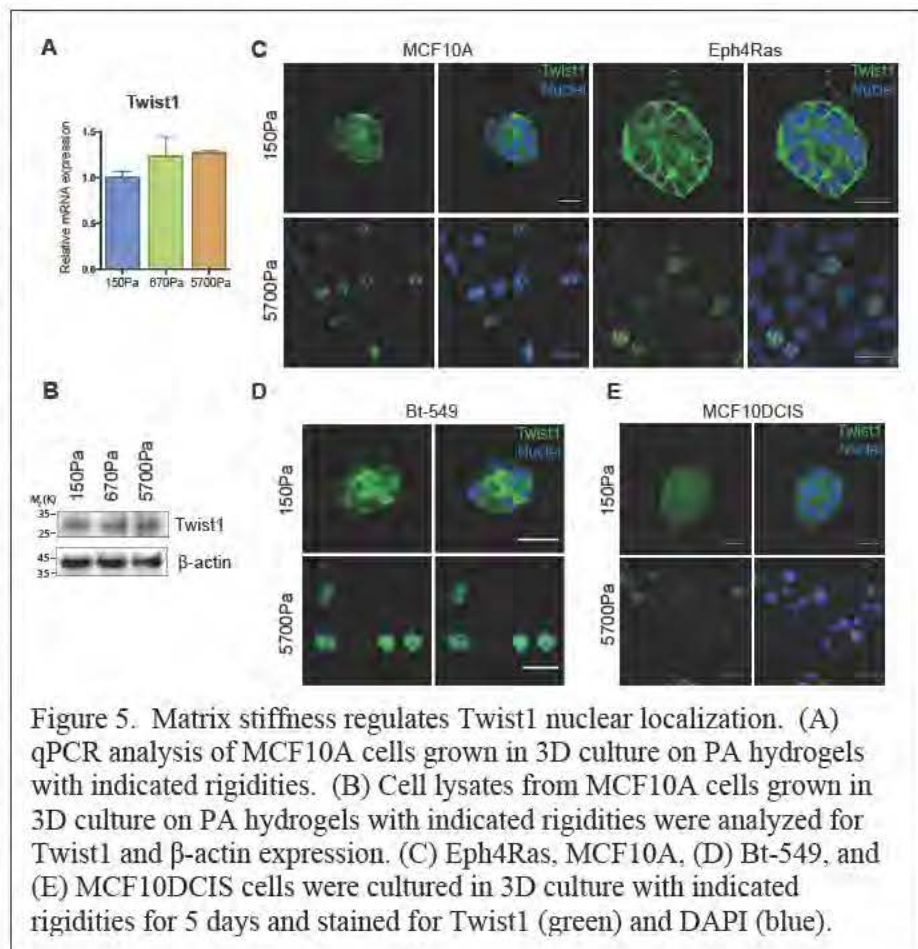 A
Twist1
Relative mRNA expression
1.5
1.0
0.5
0.0
150Pa 670Pa 5700Pa
B
150Pa
670Pa
5700Pa
Mr(K)
35
25
Twist1
45
35
β-actin
C
MCF10A
Eph4Ras
150Pa
Twist1
Nuclei
Twist1
Nuclei
5700Pa
D
Bt-549
150Pa
Twist1
Nuclei
5700Pa
E
MCF10DCIS
150Pa
Twist1
Nuclei
5700Pa
Figure 5. Matrix stiffness regulates Twist1 nuclear localization. (A)
qPCR analysis of MCF10A cells grown in 3D culture on PA hydrogels
with indicated rigidities. (B) Cell lysates from MCF10A cells grown in
3D culture on PA hydrogels with indicated rigidities were analyzed for
Twist1 and β-actin expression. (C) Eph4Ras, MCF10A, (D) Bt-549, and
(E) MCF10DCIS cells were cultured in 3D culture with indicated
rigidities for 5 days and stained for Twist1 (green) and DAPI (blue).